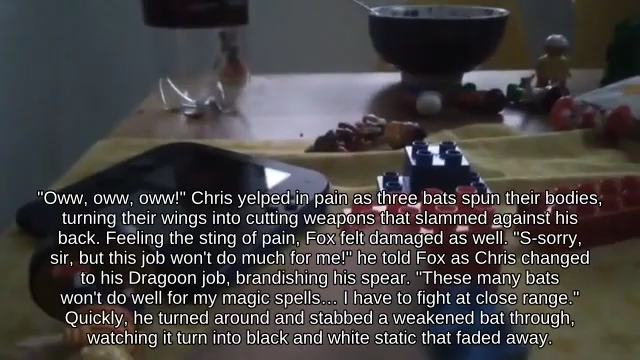 "Oww, oww, oww!" Chris yelped in pain as three bats spun their bodies,
turning their wings into cutting weapons that slammed against his
back. Feeling the sting of pain, Fox felt damaged as well. "S-sorry,
sir, but this job won't do much for me!" he told Fox as Chris changed
to his Dragoon job, brandishing his spear. "These many bats
won't do well for my magic spells... I have to fight at close range."
Quickly, he turned around and stabbed a weakened bat through,
watching it turn into black and white static that faded away.